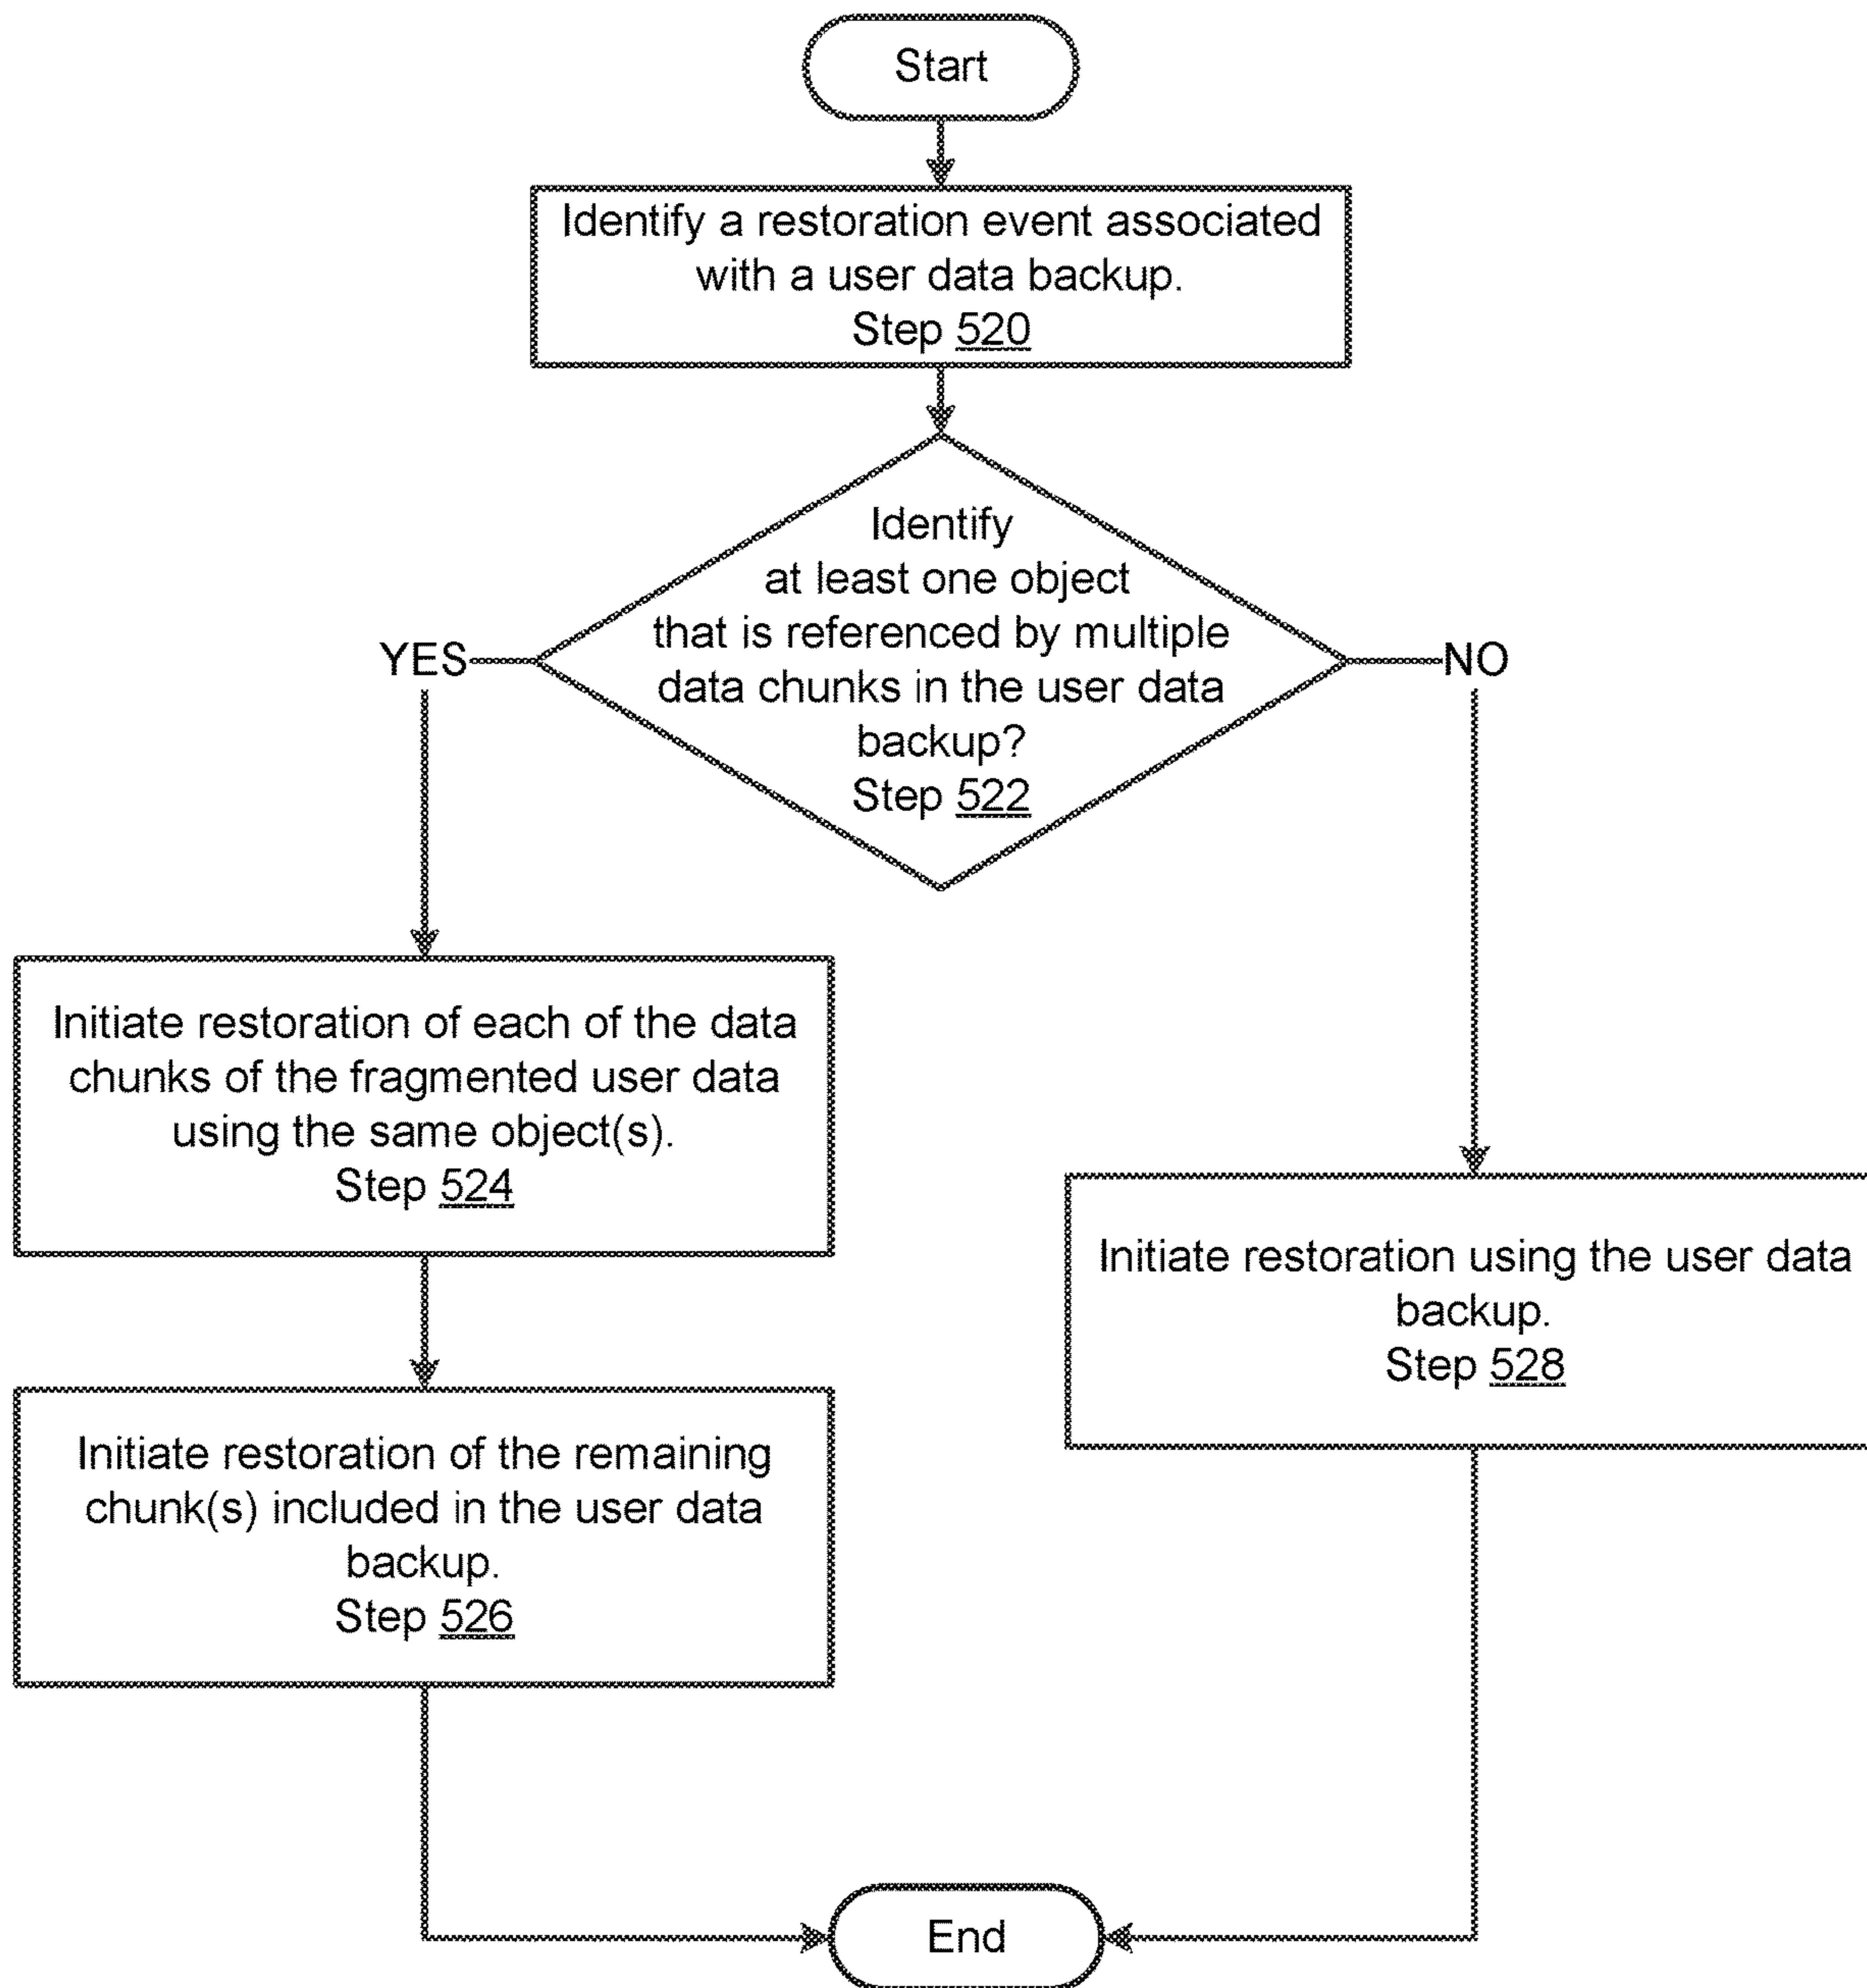 Start
Identify a restoration event associated
with a user data backup.
Step 520
Identify
at least one object
that is referenced by multiple
data chunks in the user data
backup?
Step 522
YES
NO
Initiate restoration of each of the data
chunks of the fragmented user data
using the same object(s).
Step 524
Initiate restoration using the user data
backup.
Step 528
Initiate restoration of the remaining
chunk(s) included in the user data
backup.
Step 526
End